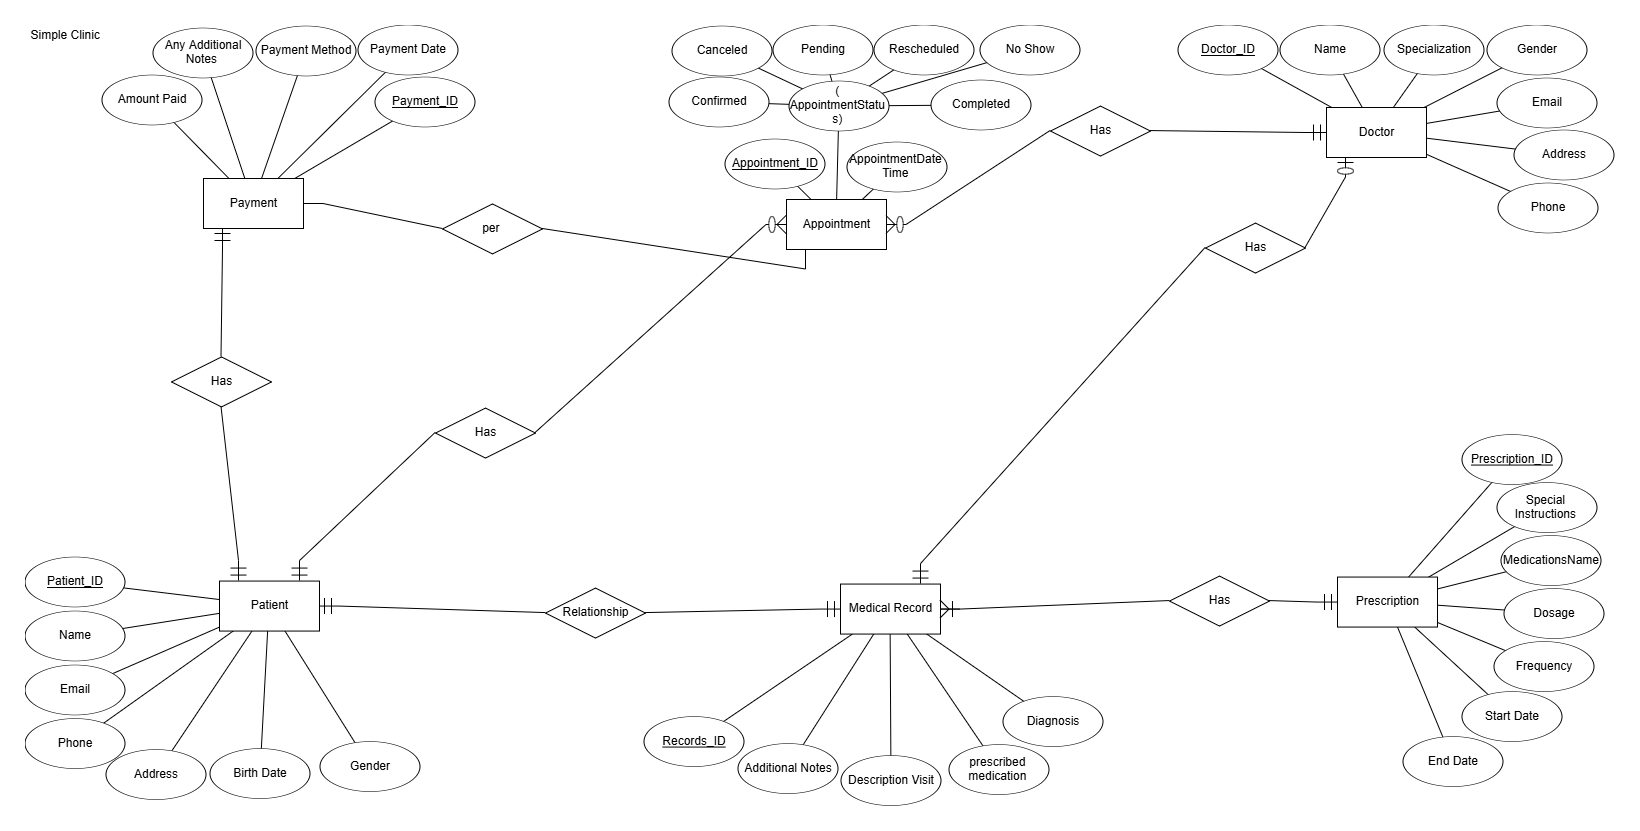 Simple Clinic
Any Additional
Notes
Payment Method
Payment Date
Amount Paid
Payment_ID
Canceled
Pending
Rescheduled
No Show
Confirmed
(
AppointmentStatu
s)
Completed
Doctor_ID
Name
Specialization
Gender
Email
Address
Phone
Has
Doctor
Appointment_ID
AppointmentDate
Time
Payment
per
Appointment
Has
Has
Has
Prescription_ID
Special
Instructions
MedicationsName
Dosage
Frequency
Start Date
End Date
Patient_ID
Name
Email
Phone
Address
Birth Date
Gender
Patient
Relationship
Medical Record
Has
Prescription
Records_ID
Additional Notes
Description Visit
prescribed
medication
Diagnosis